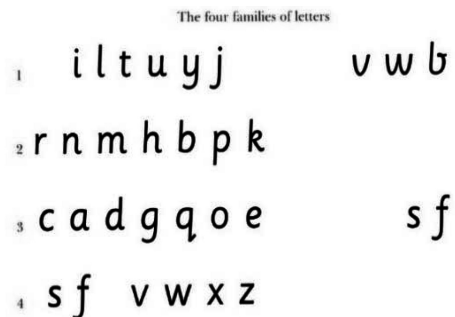 The four families of letters
1 i l t u y j v w b
2 r n m h b p k
3 c a d g q o e s f
4 s f v w x z